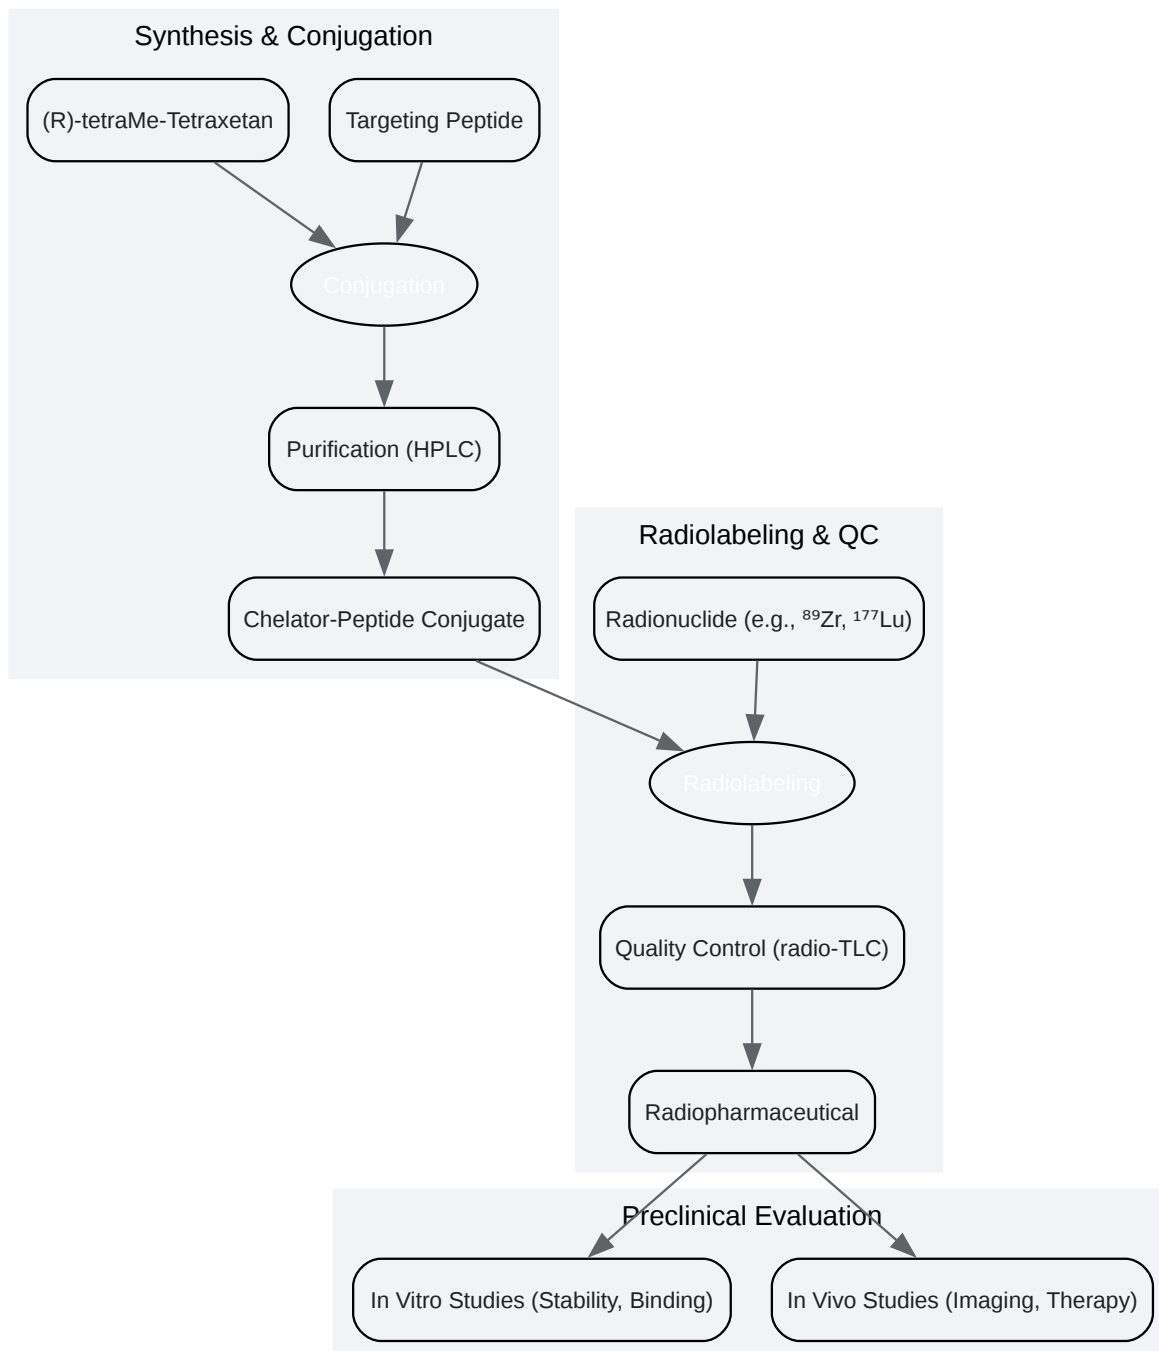 Synthesis & Conjugation
(R)-tetraMe-Tetraxetan
Targeting Peptide
Conjugation
Purification (HPLC)
Chelator-Peptide Conjugate
Radiolabeling & QC
Radionuclide (e.g., ⁸⁹Zr, ¹⁷⁷Lu)
Radiolabeling
Quality Control (radio-TLC)
Radiopharmaceutical
Preclinical Evaluation
In Vitro Studies (Stability, Binding)
In Vivo Studies (Imaging, Therapy)